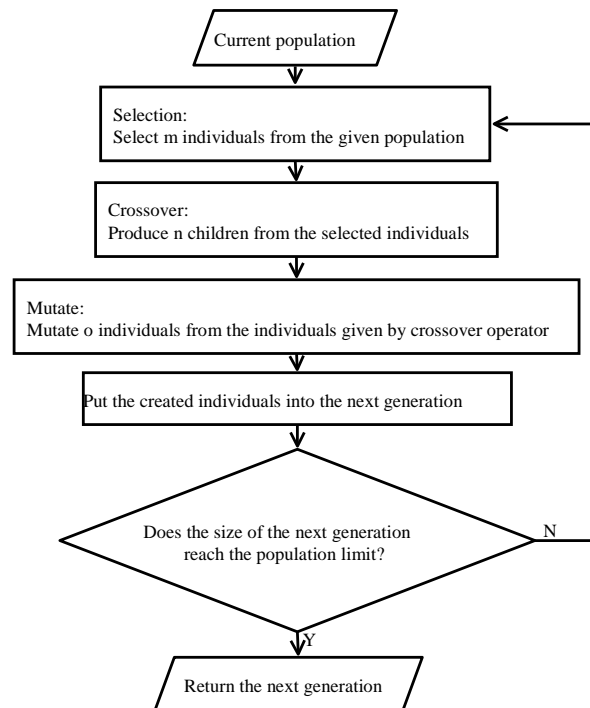 Current population
Selection:
Select m individuals from the given population
Crossover:
Produce n children from the selected individuals
Mutate:
Mutate o individuals from the individuals given by crossover operator
Put the created individuals into the next generation
Does the size of the next generation
reach the population limit?
N
Y
Return the next generation